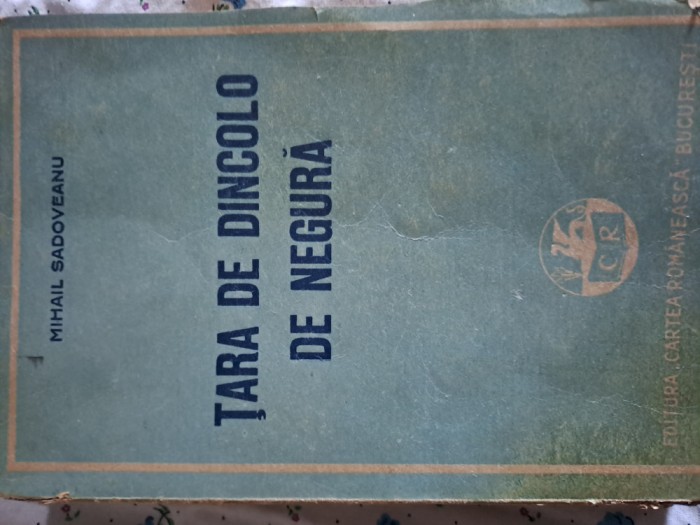 MIHAIL SADOVEANU
ȚARA DE DINCOLO
DE NEGURĂ
C R
EDITURA „CARTEA ROMÂNEASCĂ” BUCUREȘTI